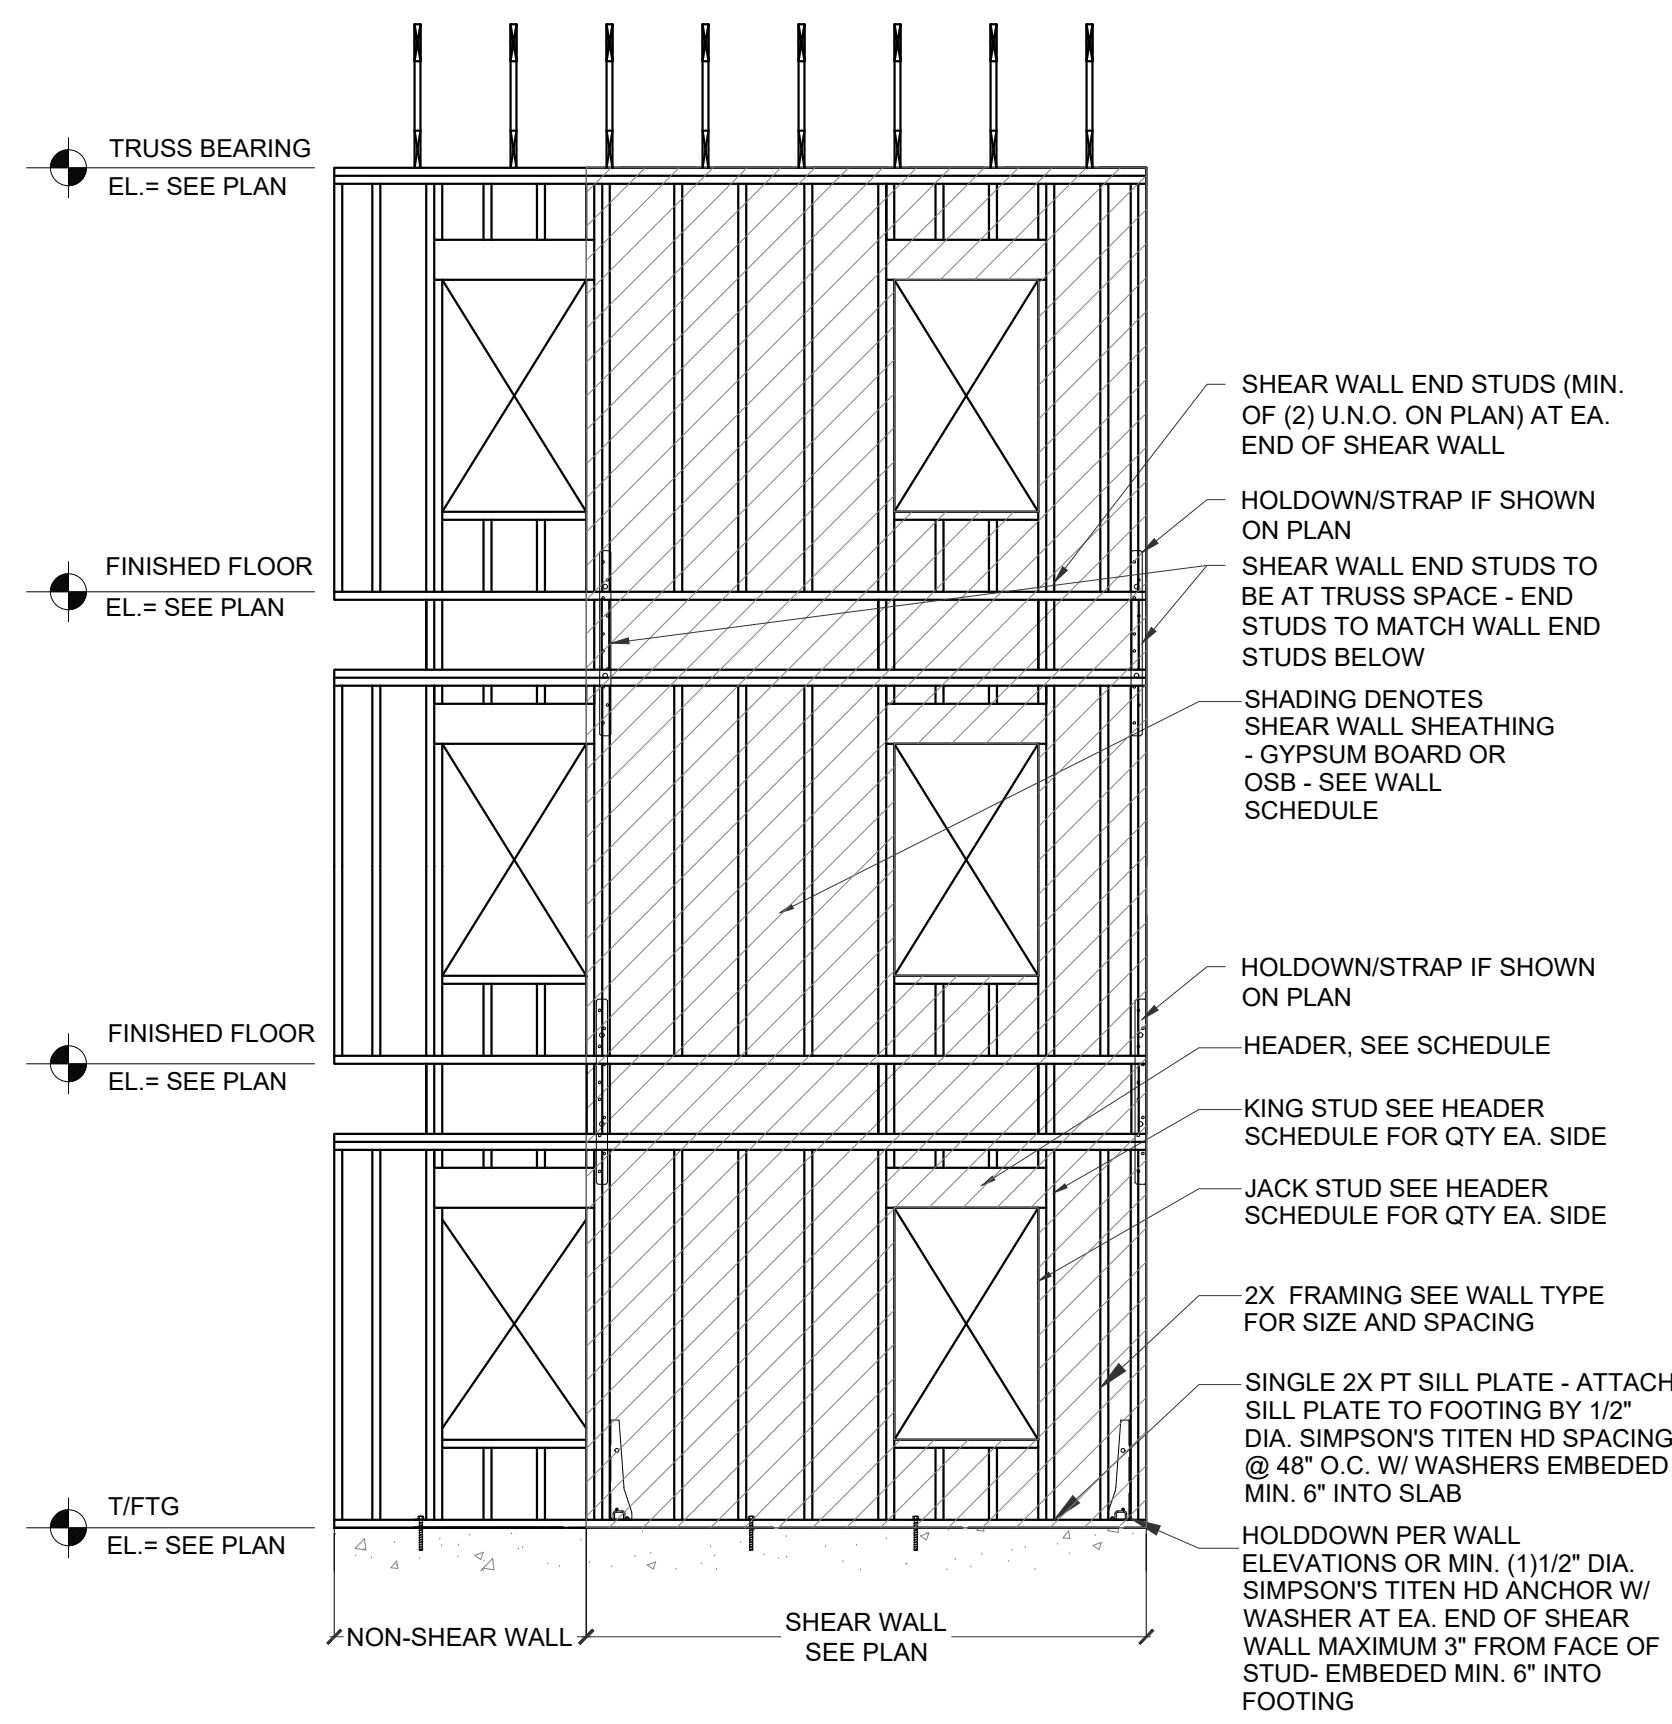 TRUSS BEARING
EL.= SEE PLAN
FINISHED FLOOR
EL.= SEE PLAN
FINISHED FLOOR
EL.= SEE PLAN
T/FTG
EL.= SEE PLAN
SHEAR WALL END STUDS (MIN.
OF (2) U.N.O. ON PLAN) AT EA.
END OF SHEAR WALL
HOLDOWN/STRAP IF SHOWN
ON PLAN
SHEAR WALL END STUDS TO
BE AT TRUSS SPACE - END
STUDS TO MATCH WALL END
STUDS BELOW
SHADING DENOTES
SHEAR WALL SHEATHING
- GYPSUM BOARD OR
OSB - SEE WALL
SCHEDULE
HOLDOWN/STRAP IF SHOWN
ON PLAN
HEADER, SEE SCHEDULE
KING STUD SEE HEADER
SCHEDULE FOR QTY EA. SIDE
JACK STUD SEE HEADER
SCHEDULE FOR QTY EA. SIDE
2X FRAMING SEE WALL TYPE
FOR SIZE AND SPACING
SINGLE 2X PT SILL PLATE - ATTACH
SILL PLATE TO FOOTING BY 1/2"
DIA. SIMPSON'S TITEN HD SPACING
@ 48" O.C. W/ WASHERS EMBEDED
MIN. 6" INTO SLAB
HOLDDOWN PER WALL
ELEVATIONS OR MIN. (1)1/2" DIA.
SIMPSON'S TITEN HD ANCHOR W/
WASHER AT EA. END OF SHEAR
WALL MAXIMUM 3" FROM FACE OF
STUD- EMBEDED MIN. 6" INTO
FOOTING
NON-SHEAR WALL
SHEAR WALL
SEE PLAN